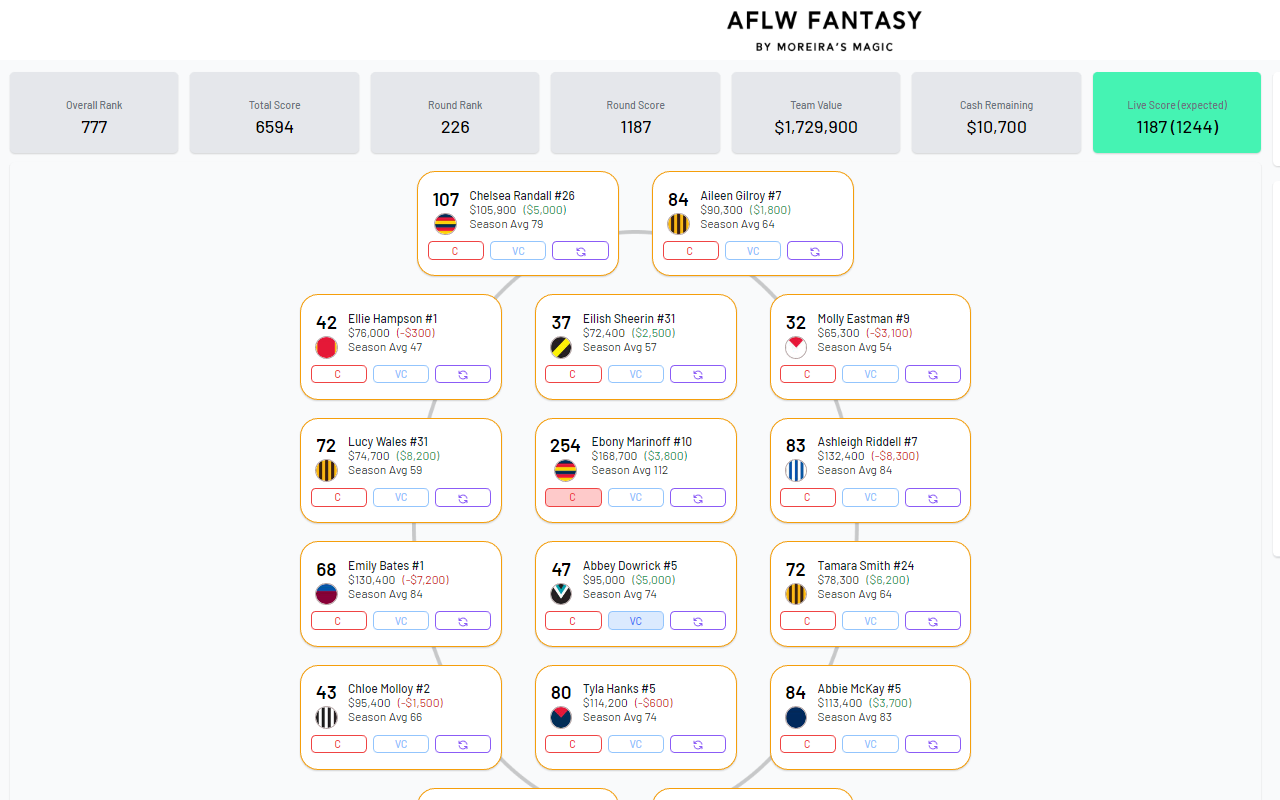 AFLW FANTASY
BY MOREIRA'S MAGIC
Overall Rank
777
Total Score
6594
Round Rank
226
Round Score
1187
Team Value
$1,729,900
Cash Remaining
$10,700
Live Score (expected)
1187 (1244)
107 Chelsea Randall #26
$105,900 ($5,000)
Season Avg 79
C VC
84 Aileen Gilroy #7
$90,300 ($1,800)
Season Avg 64
C VC
42 Ellie Hampson #1
$76,000 (-$300)
Season Avg 47
C VC
37 Eilish Sheerin #31
$72,400 ($2,500)
Season Avg 57
C VC
32 Molly Eastman #9
$65,300 (-$3,100)
Season Avg 54
C VC
72 Lucy Wales #31
$74,700 ($8,200)
Season Avg 59
C VC
254 Ebony Marinoff #10
$168,700 ($3,800)
Season Avg 112
C VC
83 Ashleigh Riddell #7
$132,400 (-$8,300)
Season Avg 84
C VC
68 Emily Bates #1
$130,400 (-$7,200)
Season Avg 84
C VC
47 Abbey Dowrick #5
$95,000 ($5,000)
Season Avg 74
C VC
72 Tamara Smith #24
$78,300 ($6,200)
Season Avg 64
C VC
43 Chloe Molloy #2
$95,400 (-$1,500)
Season Avg 66
C VC
80 Tyla Hanks #5
$114,200 (-$600)
Season Avg 74
C VC
84 Abbie McKay #5
$113,400 ($3,700)
Season Avg 83
C VC